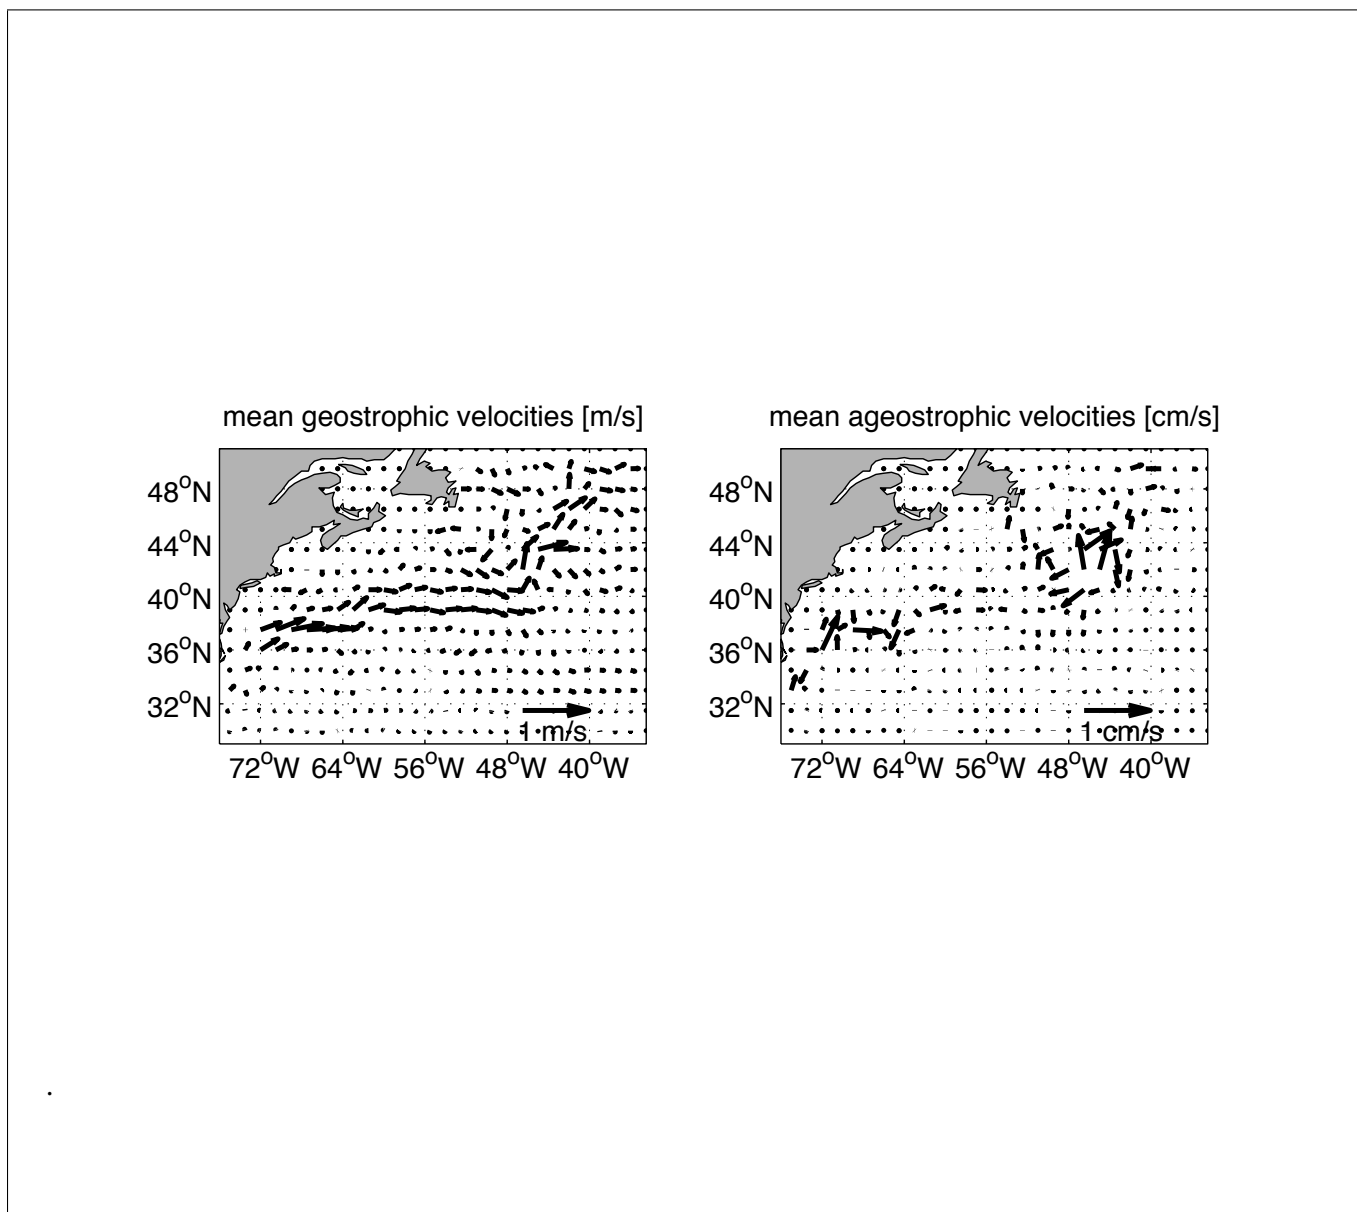 mean geostrophic velocities [m/s]
48°N
44°N
40°N
36°N
32°N
1 m/s
72°W 64°W 56°W 48°W 40°W
mean ageostrophic velocities [cm/s]
48°N
44°N
40°N
36°N
32°N
1 cm/s
72°W 64°W 56°W 48°W 40°W
.